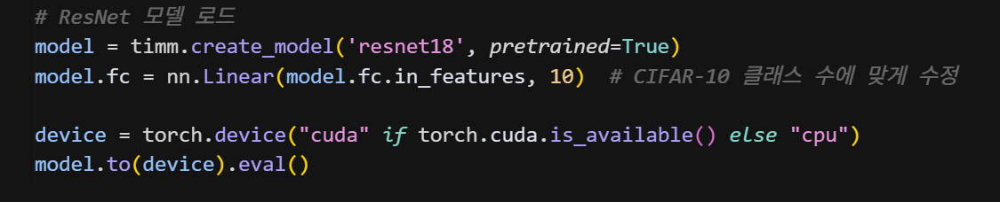 # ResNet 모델 로드
model = timm.create_model('resnet18', pretrained=True)
model.fc = nn.Linear(model.fc.in_features, 10)  # CIFAR-10 클래스 수에 맞게 수정
device = torch.device("cuda" if torch.cuda.is_available() else "cpu")
model.to(device).eval()